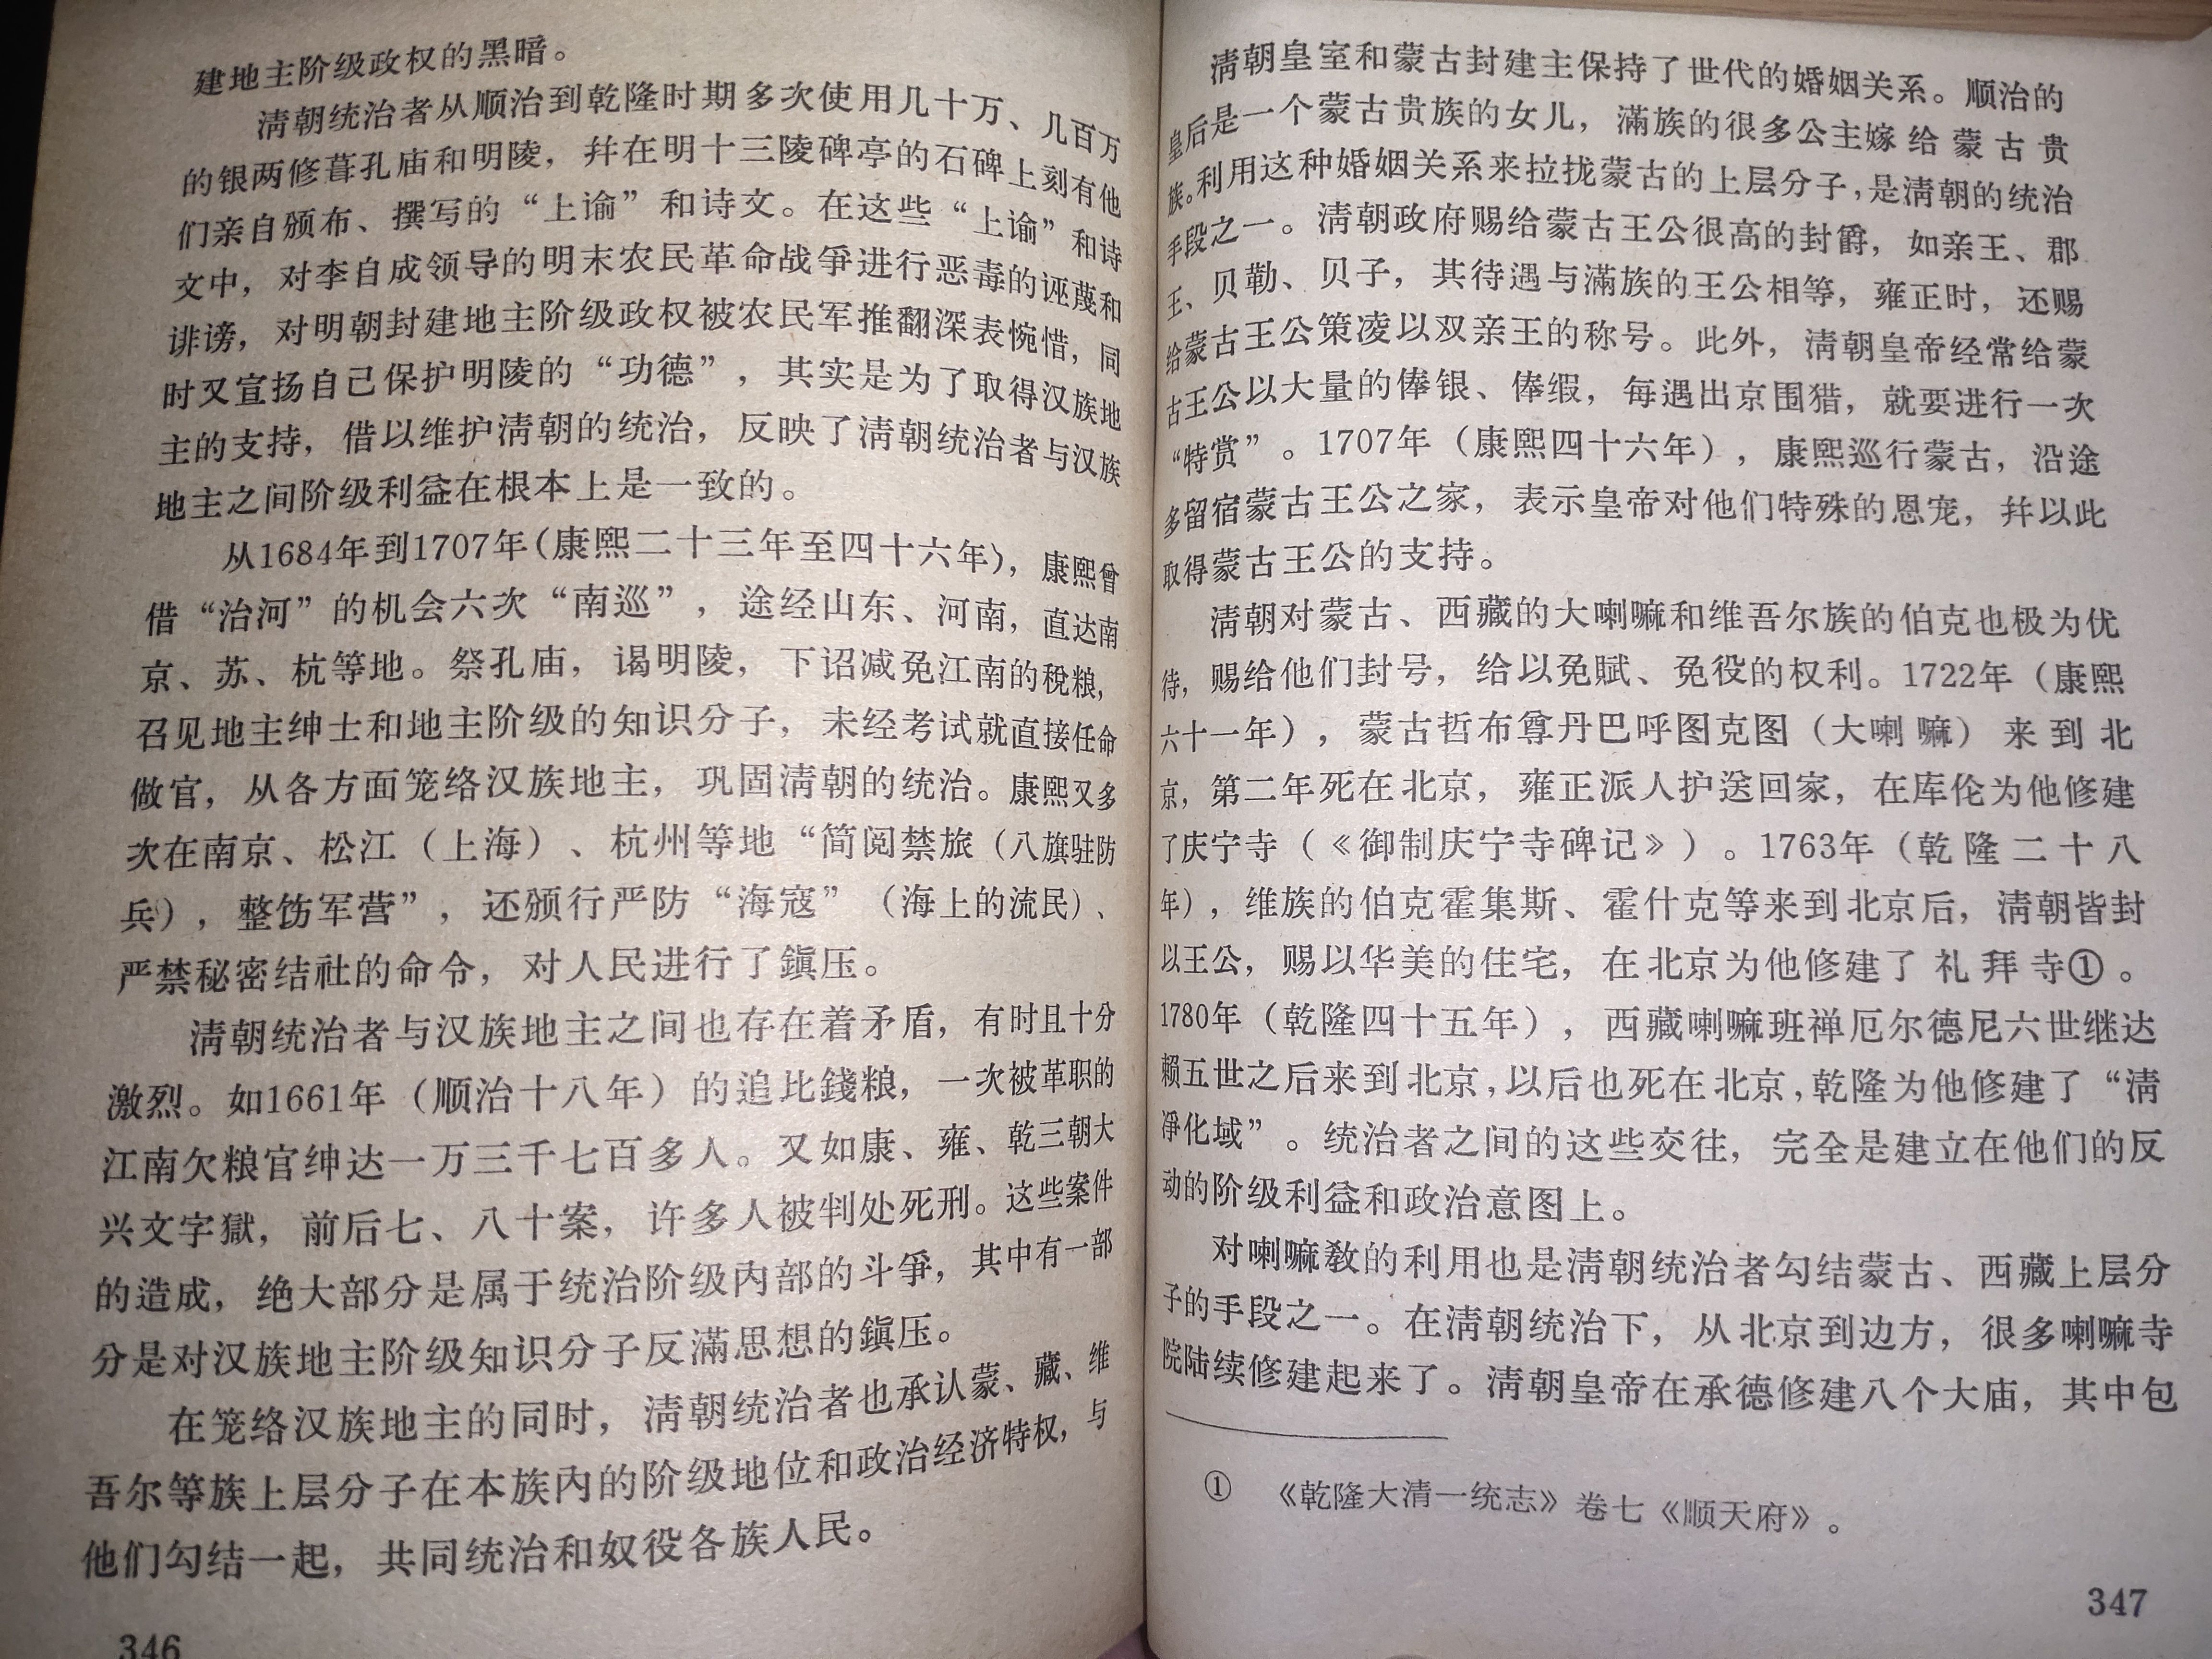 建地主阶级政权的黑暗。
清朝统治者从顺治到乾隆时期多次使用几十万、几百万
的银两修葺孔庙和明陵，幷在明十三陵碑亭的石碑上刻有他
们亲自颁布、撰写的“上谕”和诗文。在这些“上谕”和诗
文中，对李自成领导的明末农民革命战爭进行恶毒的诬蔑和
诽谤，对明朝封建地主阶级政权被农民军推翻深表惋惜，同
时又宣扬自己保护明陵的“功德”，其实是为了取得汉族地
主的支持，借以维护清朝的统治，反映了清朝统治者与汉族
地主之间阶级利益在根本上是一致的。
从1684年到1707年（康熙二十三年至四十六年），康熙曾
借“治河”的机会六次“南巡”，途经山东、河南，直达南
京、苏、杭等地。祭孔庙，谒明陵，下诏减免江南的税粮，
召见地主绅士和地主阶级的知识分子，未经考试就直接任命
做官，从各方面笼络汉族地主，巩固清朝的统治。康熙又多
次在南京、松江（上海）、杭州等地“简阅禁旅（八旗驻防
兵），整饬军营”，还颁行严防“海寇”（海上的流民）、
严禁秘密结社的命令，对人民进行了鎭压。
清朝统治者与汉族地主之间也存在着矛盾，有时且十分
激烈。如1661年（顺治十八年）的追比錢粮，一次被革职的
江南欠粮官绅达一万三千七百多人。又如康、雍、乾三朝大
兴文字獄，前后七、八十案，许多人被判处死刑。这些案件
的造成，绝大部分是属于统治阶级內部的斗爭，其中有一部
分是对汉族地主阶级知识分子反滿思想的鎭压。
在笼络汉族地主的同时，清朝统治者也承认蒙、藏、维
吾尔等族上层分子在本族內的阶级地位和政治经济特权，与
他们勾结一起，共同统治和奴役各族人民。
346
清朝皇室和蒙古封建主保持了世代的婚姻关系。顺治的
皇后是一个蒙古贵族的女儿，滿族的很多公主嫁给蒙古贵
族。利用这种婚姻关系来拉拢蒙古的上层分子，是清朝的统治
手段之一。清朝政府赐给蒙古王公很高的封爵，如亲王、郡
王、贝勒、贝子，其待遇与滿族的王公相等，雍正时，还赐
给蒙古王公策凌以双亲王的称号。此外，清朝皇帝经常给蒙
古王公以大量的俸银、俸缎，每遇出京围猎，就要进行一次
“特赏”。1707年（康熙四十六年），康熙巡行蒙古，沿途
多留宿蒙古王公之家，表示皇帝对他们特殊的恩宠，幷以此
取得蒙古王公的支持。
清朝对蒙古、西藏的大喇嘛和维吾尔族的伯克也极为优
待，赐给他们封号，给以免賦、免役的权利。1722年（康熙
六十一年），蒙古哲布尊丹巴呼图克图（大喇嘛）来到北
京，第二年死在北京，雍正派人护送回家，在库伦为他修建
了庆宁寺（《御制庆宁寺碑记》）。1763年（乾隆二十八
年），维族的伯克霍集斯、霍什克等来到北京后，清朝皆封
以王公，赐以华美的住宅，在北京为他修建了礼拜寺①。
1780年（乾隆四十五年），西藏喇嘛班禅厄尔德尼六世继达
赖五世之后来到北京，以后也死在北京，乾隆为他修建了“清
凈化域”。统治者之间的这些交往，完全是建立在他们的反
动的阶级利益和政治意图上。
对喇嘛敎的利用也是清朝统治者勾结蒙古、西藏上层分
子的手段之一。在清朝统治下，从北京到边方，很多喇嘛寺
院陆续修建起来了。清朝皇帝在承德修建八个大庙，其中包
① 《乾隆大清一统志》卷七《顺天府》。
347